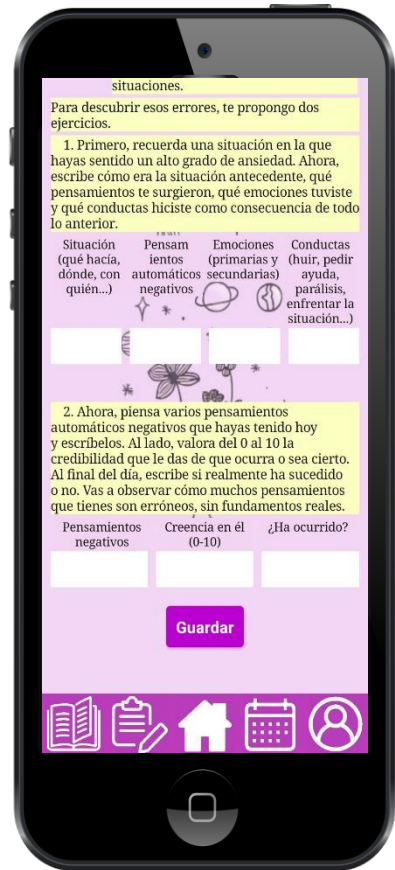 situaciones.
Para descubrir esos errores, te propongo dos
ejercicios.
1. Primero, recuerda una situación en la que
hayas sentido un alto grado de ansiedad. Ahora,
escribe cómo era la situación antecedente, qué
pensamientos te surgieron, qué emociones tuviste
y qué conductas hiciste como consecuencia de todo
lo anterior.
Situación
(qué hacía,
dónde, con
quién...)
Pensam
ientos
automáticos
negativos
Emociones
(primarias y
secundarias)
Conductas
(huir, pedir
ayuda,
parálisis,
enfrentar la
situación...)
2. Ahora, piensa varios pensamientos
automáticos negativos que hayas tenido hoy
y escríbelos. Al lado, valora del 0 al 10 la
credibilidad que le das de que ocurra o sea cierto.
Al final del día, escribe si realmente ha sucedido
o no. Vas a observar cómo muchos pensamientos
que tienes son erróneos, sin fundamentos reales.
Pensamientos
negativos
Creencia en él
(0-10)
¿Ha ocurrido?
Guardar